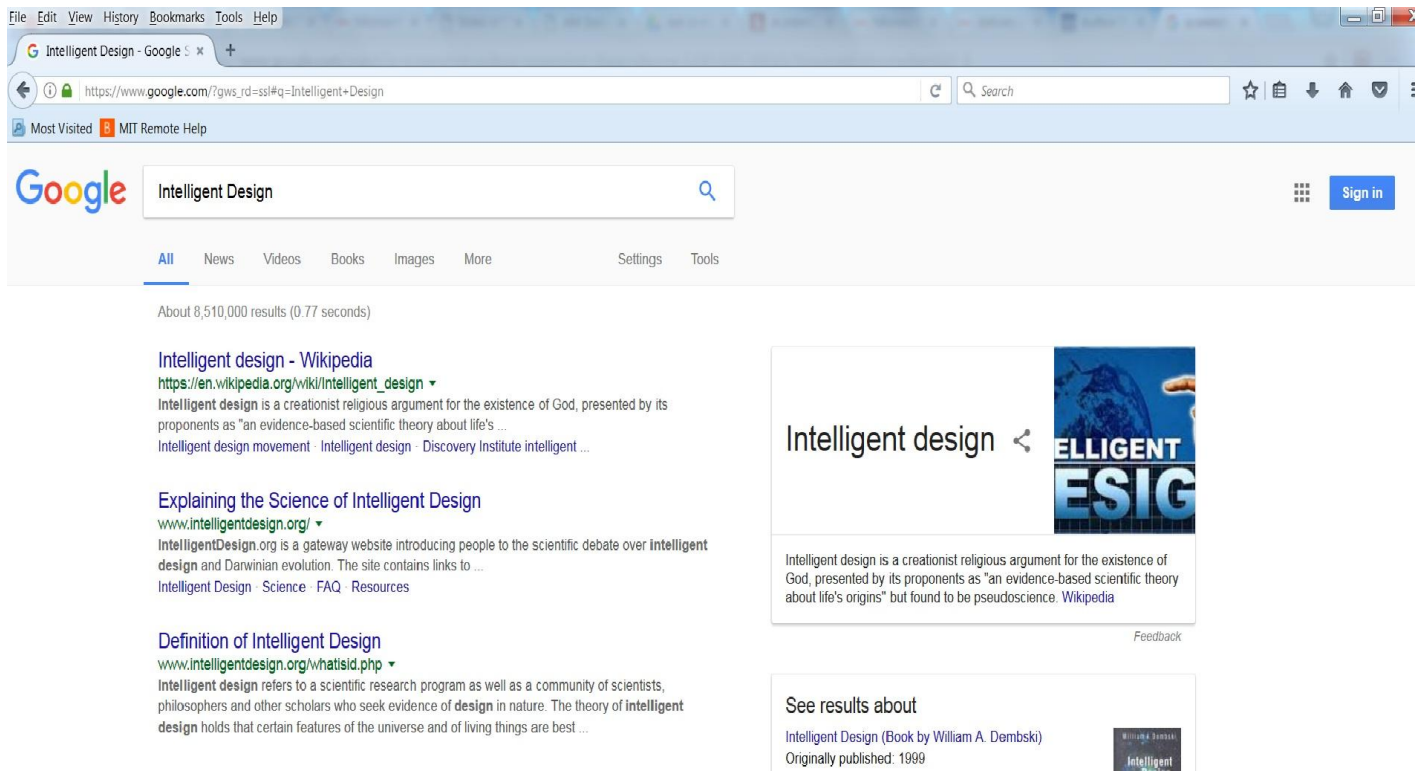 File Edit View History Bookmarks Tools Help
Intelligent Design - Google S × +
https://www.google.com/?gws_rd=ssl#q=Intelligent+Design
Search
Most Visited B MIT Remote Help
Google
Intelligent Design
Sign in
All News Videos Books Images More Settings Tools
About 8,510,000 results (0.77 seconds)
Intelligent design - Wikipedia
https://en.wikipedia.org/wiki/Intelligent_design
Intelligent design is a creationist religious argument for the existence of God, presented by its
proponents as "an evidence-based scientific theory about life's ...
Intelligent design movement · Intelligent design · Discovery Institute intelligent ...
Explaining the Science of Intelligent Design
www.intelligentdesign.org/
IntelligentDesign.org is a gateway website introducing people to the scientific debate over intelligent
design and Darwinian evolution. The site contains links to ...
Intelligent Design · Science · FAQ · Resources
Definition of Intelligent Design
www.intelligentdesign.org/whatisid.php
Intelligent design refers to a scientific research program as well as a community of scientists,
philosophers and other scholars who seek evidence of design in nature. The theory of intelligent
design holds that certain features of the universe and of living things are best ...
Intelligent design
ELLIGENT
ESIG
Intelligent design is a creationist religious argument for the existence of
God, presented by its proponents as "an evidence-based scientific theory
about life's origins" but found to be pseudoscience. Wikipedia
Feedback
See results about
Intelligent Design (Book by William A. Dembski)
Originally published: 1999
William A Dembski
Intelligent